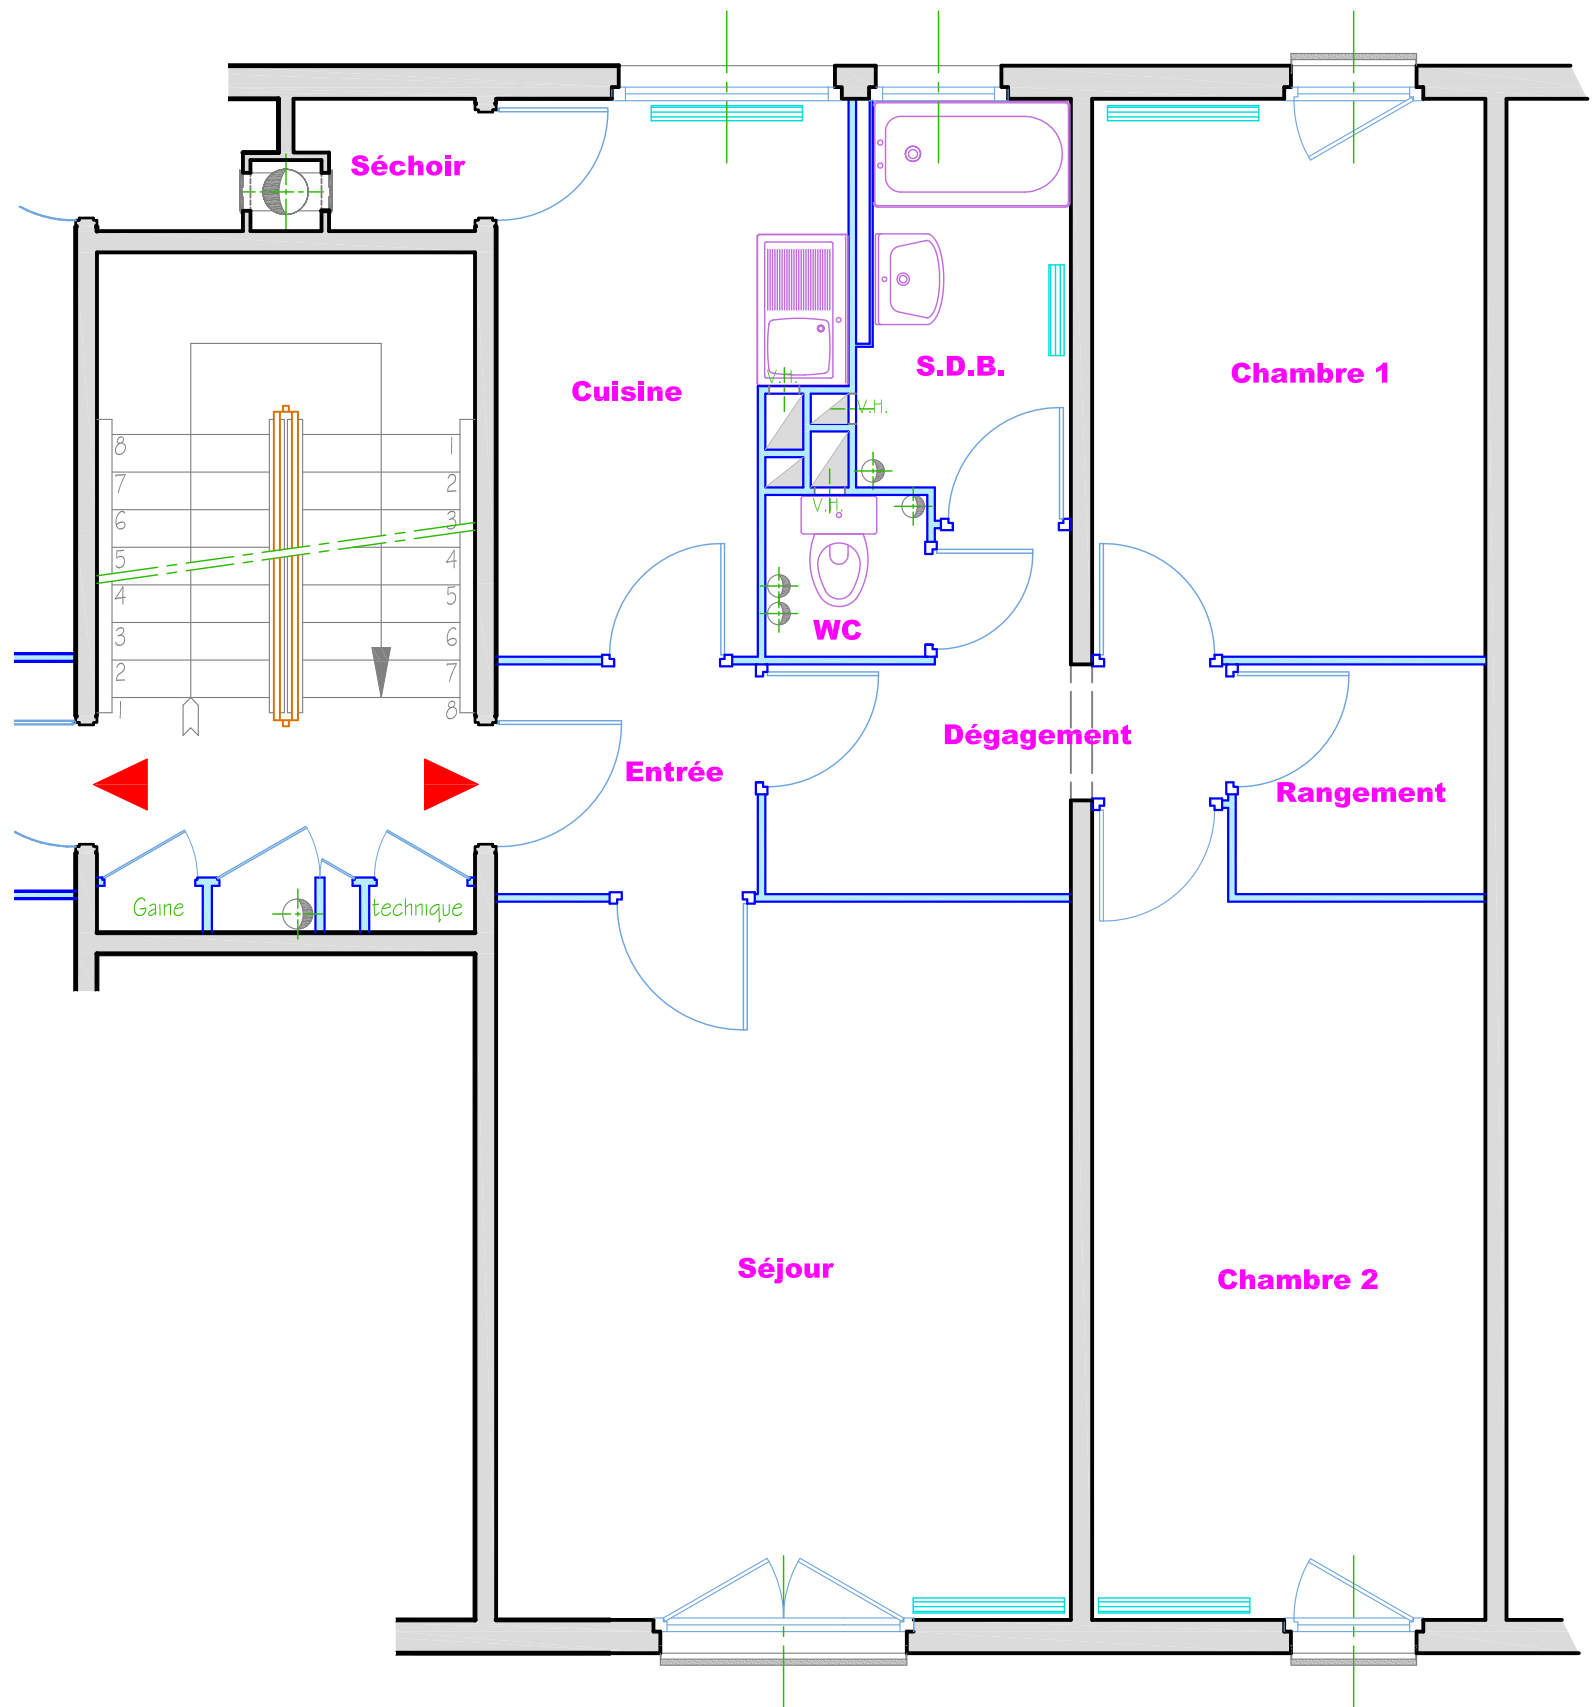 Séchoir
S.D.B.
Chambre 1
V.H.
Cuisine
V.H.
8 1
7 2
6 3
V.H.
5 4
4 5
3 6
WC
2 7
1 8
Dégagement
Entrée
Rangement
Gaine technique
Séjour
Chambre 2